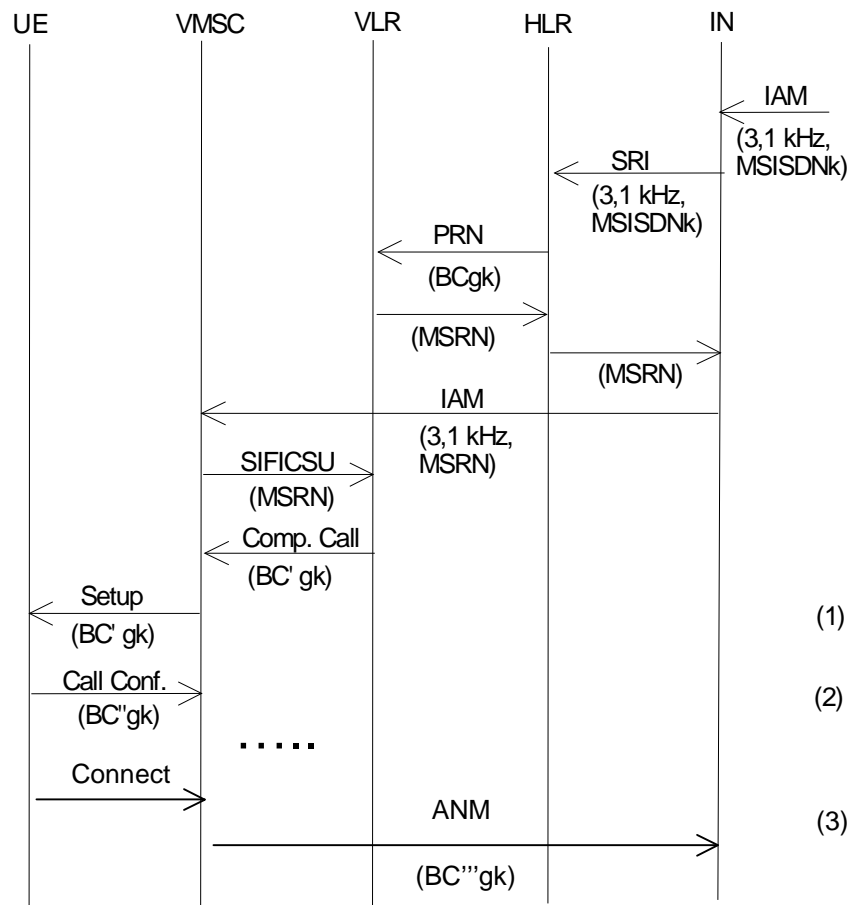 UE VMSC VLR HLR IN
IAM
(3,1 kHz,
MSISDNk)
SRI
(3,1 kHz,
MSISDNk)
PRN
(BCgk)
(MSRN)
(MSRN)
IAM
(3,1 kHz,
MSRN)
SIFICSU
(MSRN)
Comp. Call
(BC' gk)
Setup
(BC' gk)
(1)
Call Conf.
(BC''gk)
(2)
.....
Connect
ANM
(3)
(BC'''gk)